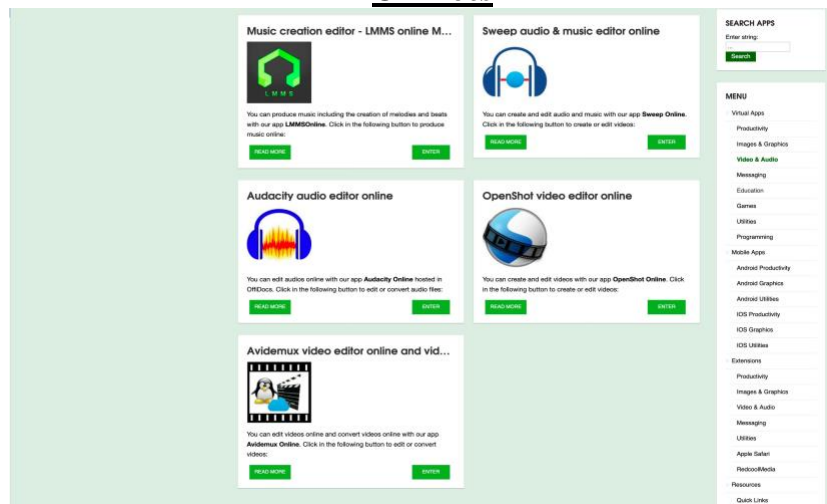 Music creation editor - LMMS online M...
LMMS
You can produce music including the creation of melodies and beats
with our app LMMSOnline. Click in the following button to produce
music online:
READ MORE
ENTER
Sweep audio & music editor online
You can create and edit audio and music with our app Sweep Online.
Click in the following button to create or edit videos:
READ MORE
ENTER
Audacity audio editor online
You can edit audios online with our app Audacity Online hosted in
OffiDocs. Click in the following button to edit or convert audio files:
READ MORE
ENTER
OpenShot video editor online
You can create and edit videos with our app OpenShot Online. Click
in the following button to create or edit videos:
READ MORE
ENTER
Avidemux video editor online and vid...
You can edit videos online and convert videos online with our app
Avidemux Online. Click in the following button to edit or convert
videos:
READ MORE
ENTER
SEARCH APPS
Enter string:
...
Search
MENU
Virtual Apps
Productivity
Images & Graphics
Video & Audio
Messaging
Education
Games
Utilities
Programming
Mobile Apps
Android Productivity
Android Graphics
Android Utilities
IOS Productivity
IOS Graphics
IOS Utilities
Extensions
Productivity
Images & Graphics
Video & Audio
Messaging
Utilities
Apple Safari
RedcoolMedia
Resources
Quick Links